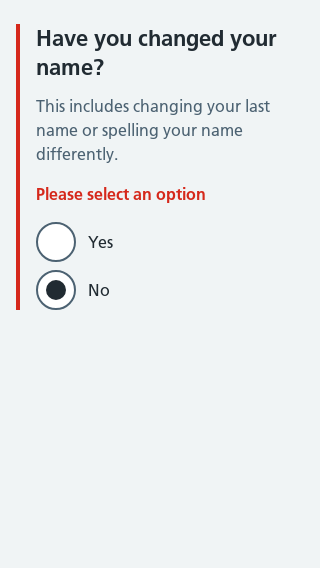 Have you changed your
name?
This includes changing your last
name or spelling your name
differently.
Please select an option
Yes
No